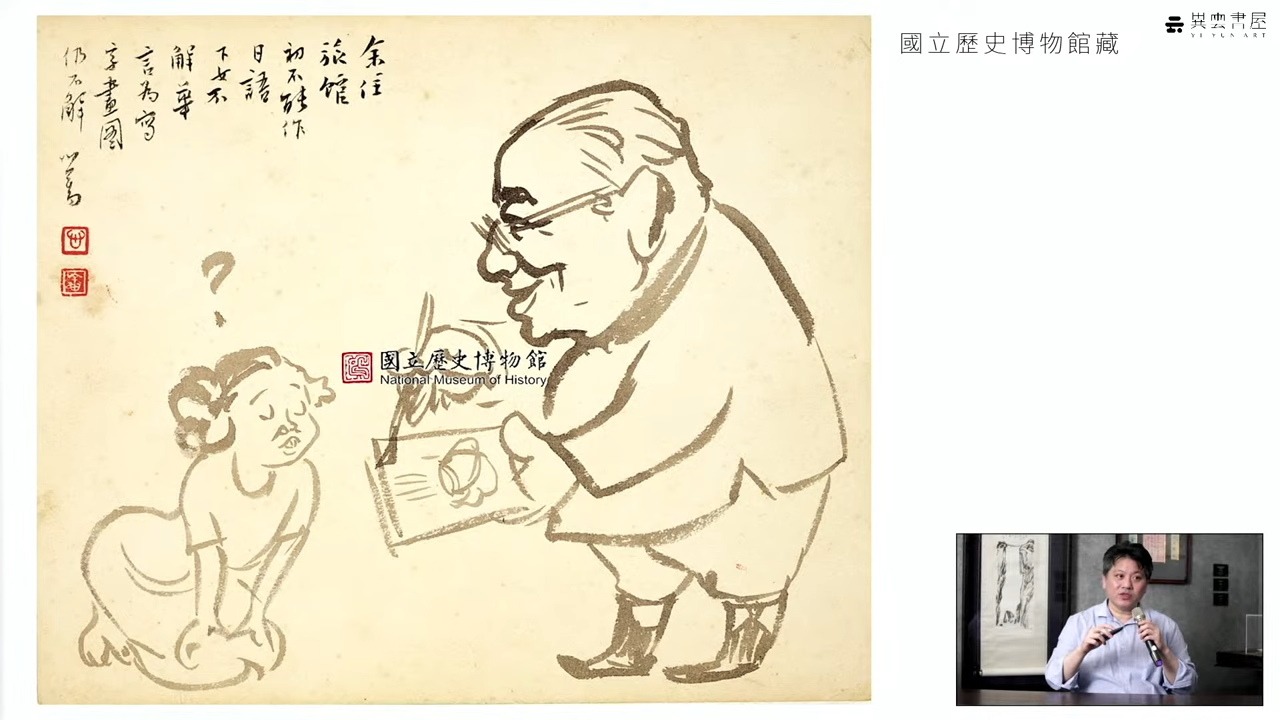 余住
旅館
初不能作
日語
下女不
解華
言為寫
字畫圖
仍不解
心畬
國立歷史博物館
National Museum of History
國立歷史博物館藏
異雲書屋
YI YUN ART